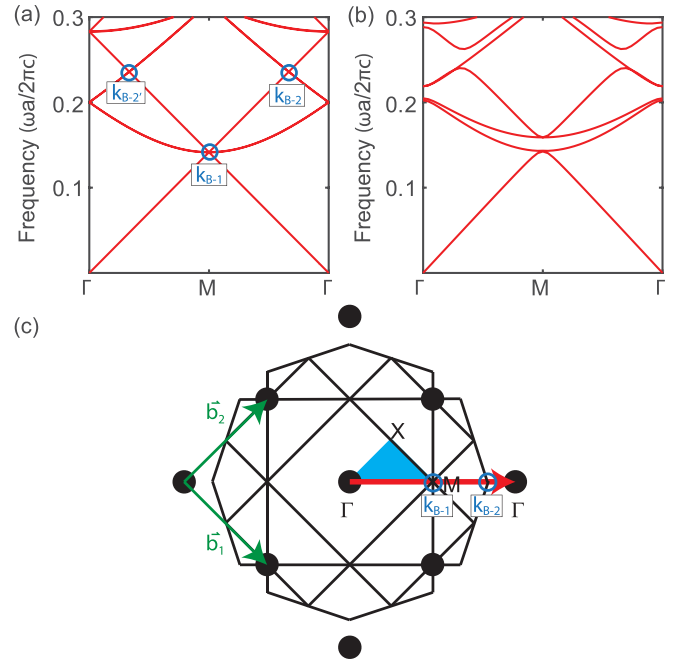 (a)
(b)
0.3
0.2
0.1
Frequency (ωa/2πc)
k_B-2'
k_B-2
k_B-1
Γ M Γ
0.3
0.2
0.1
Frequency (ωa/2πc)
Γ M Γ
(c)
b⃗₂
b⃗₁
X
M
Γ
k_B-1
k_B-2
Γ